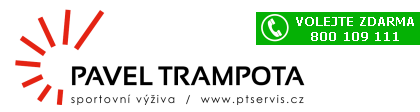 VOLEJTE ZDARMA
800 109 111
PAVEL TRAMPOTA
sportovní výživa / www.ptservis.cz